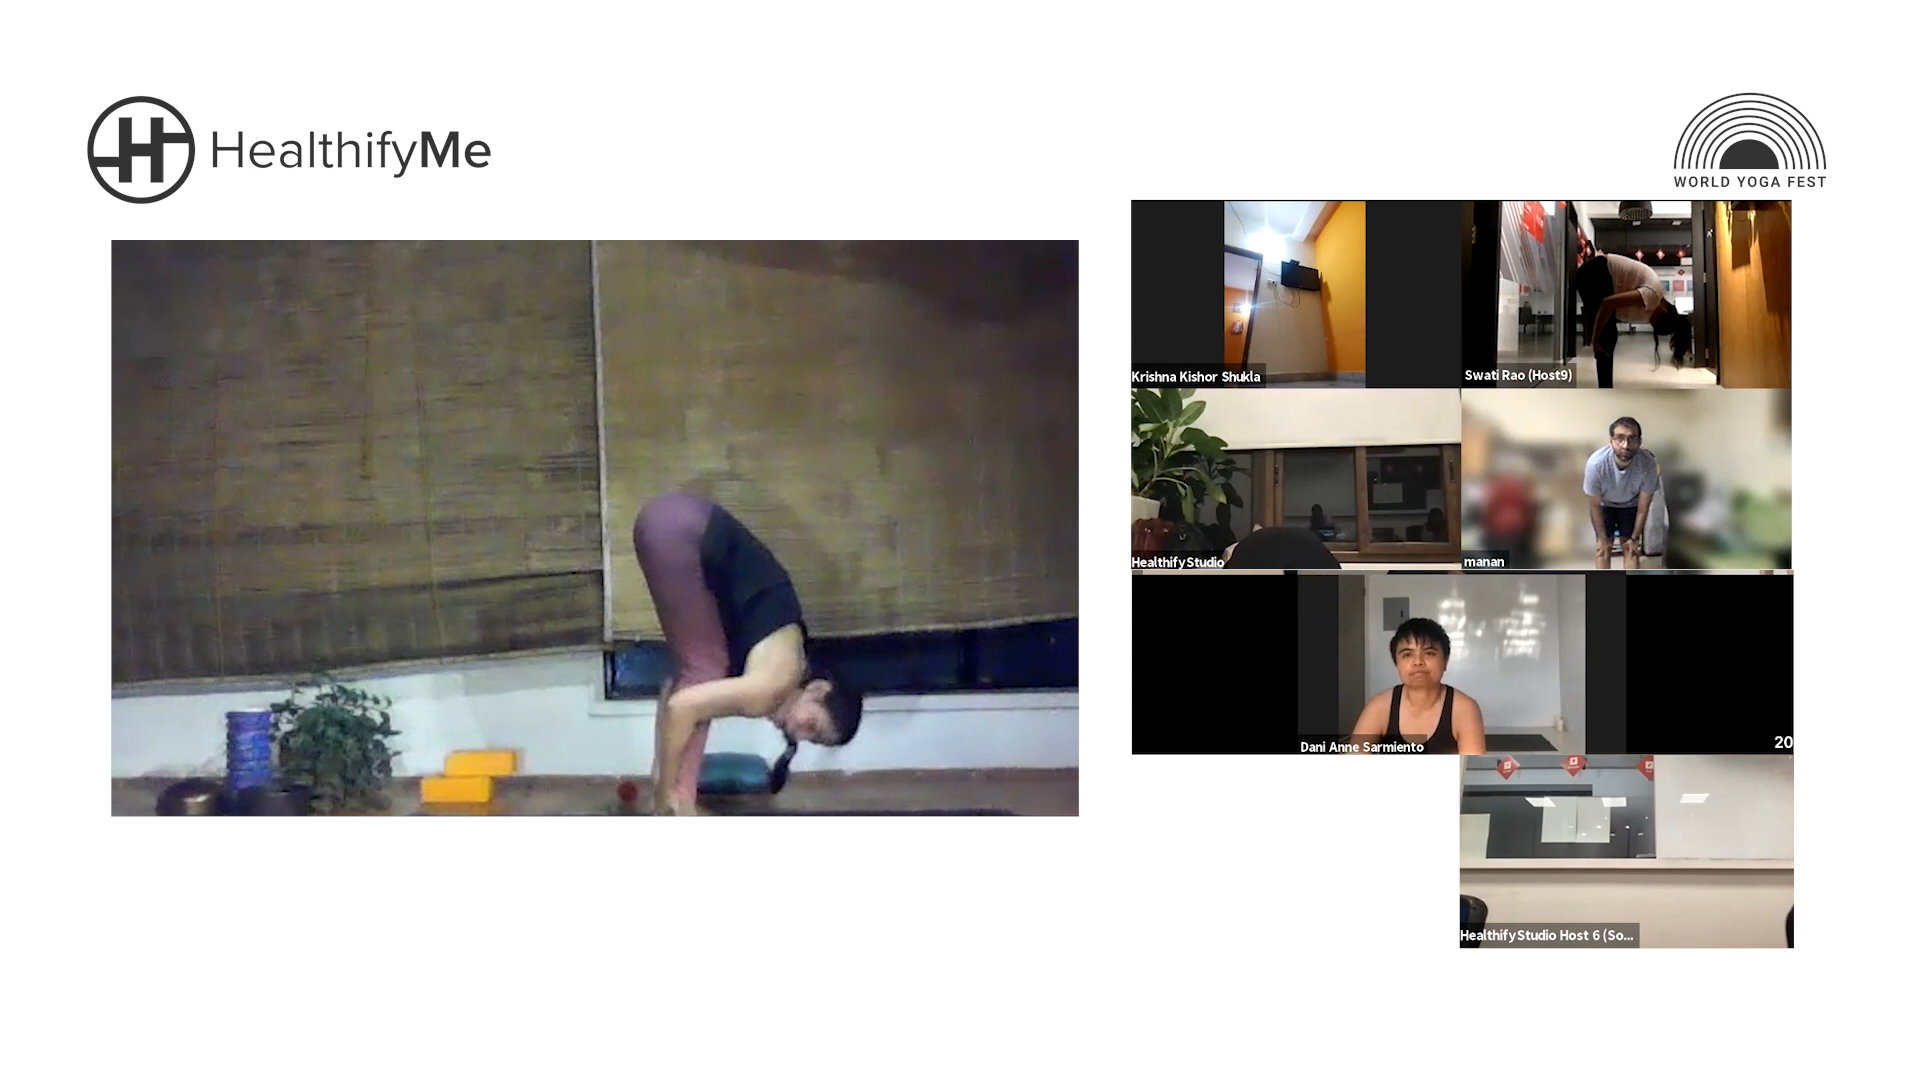 HealthifyMe
WORLD YOGA FEST
Krishna Kishor Shukla
Swati Rao (Host9)
Healthify Studio
manan
Dani Anne Sarmiento
20
Healthify Studio Host 6 (So...